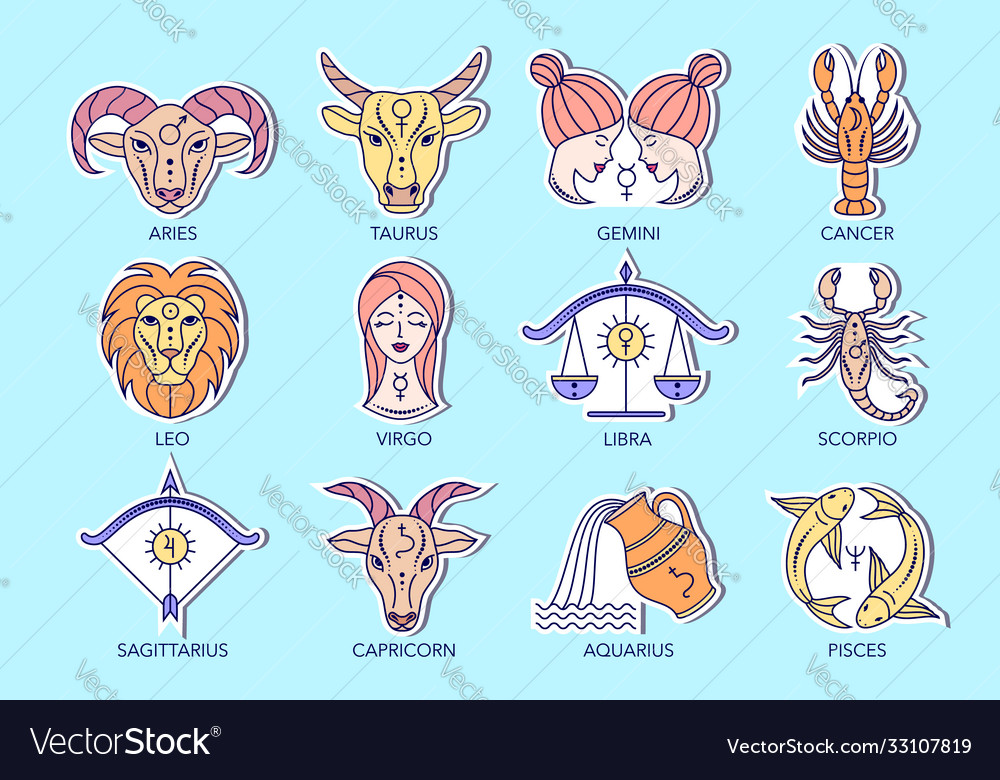 ARIES TAURUS GEMINI CANCER
LEO VIRGO LIBRA SCORPIO
SAGITTARIUS CAPRICORN AQUARIUS PISCES
VectorStock®
VectorStock.com/33107819